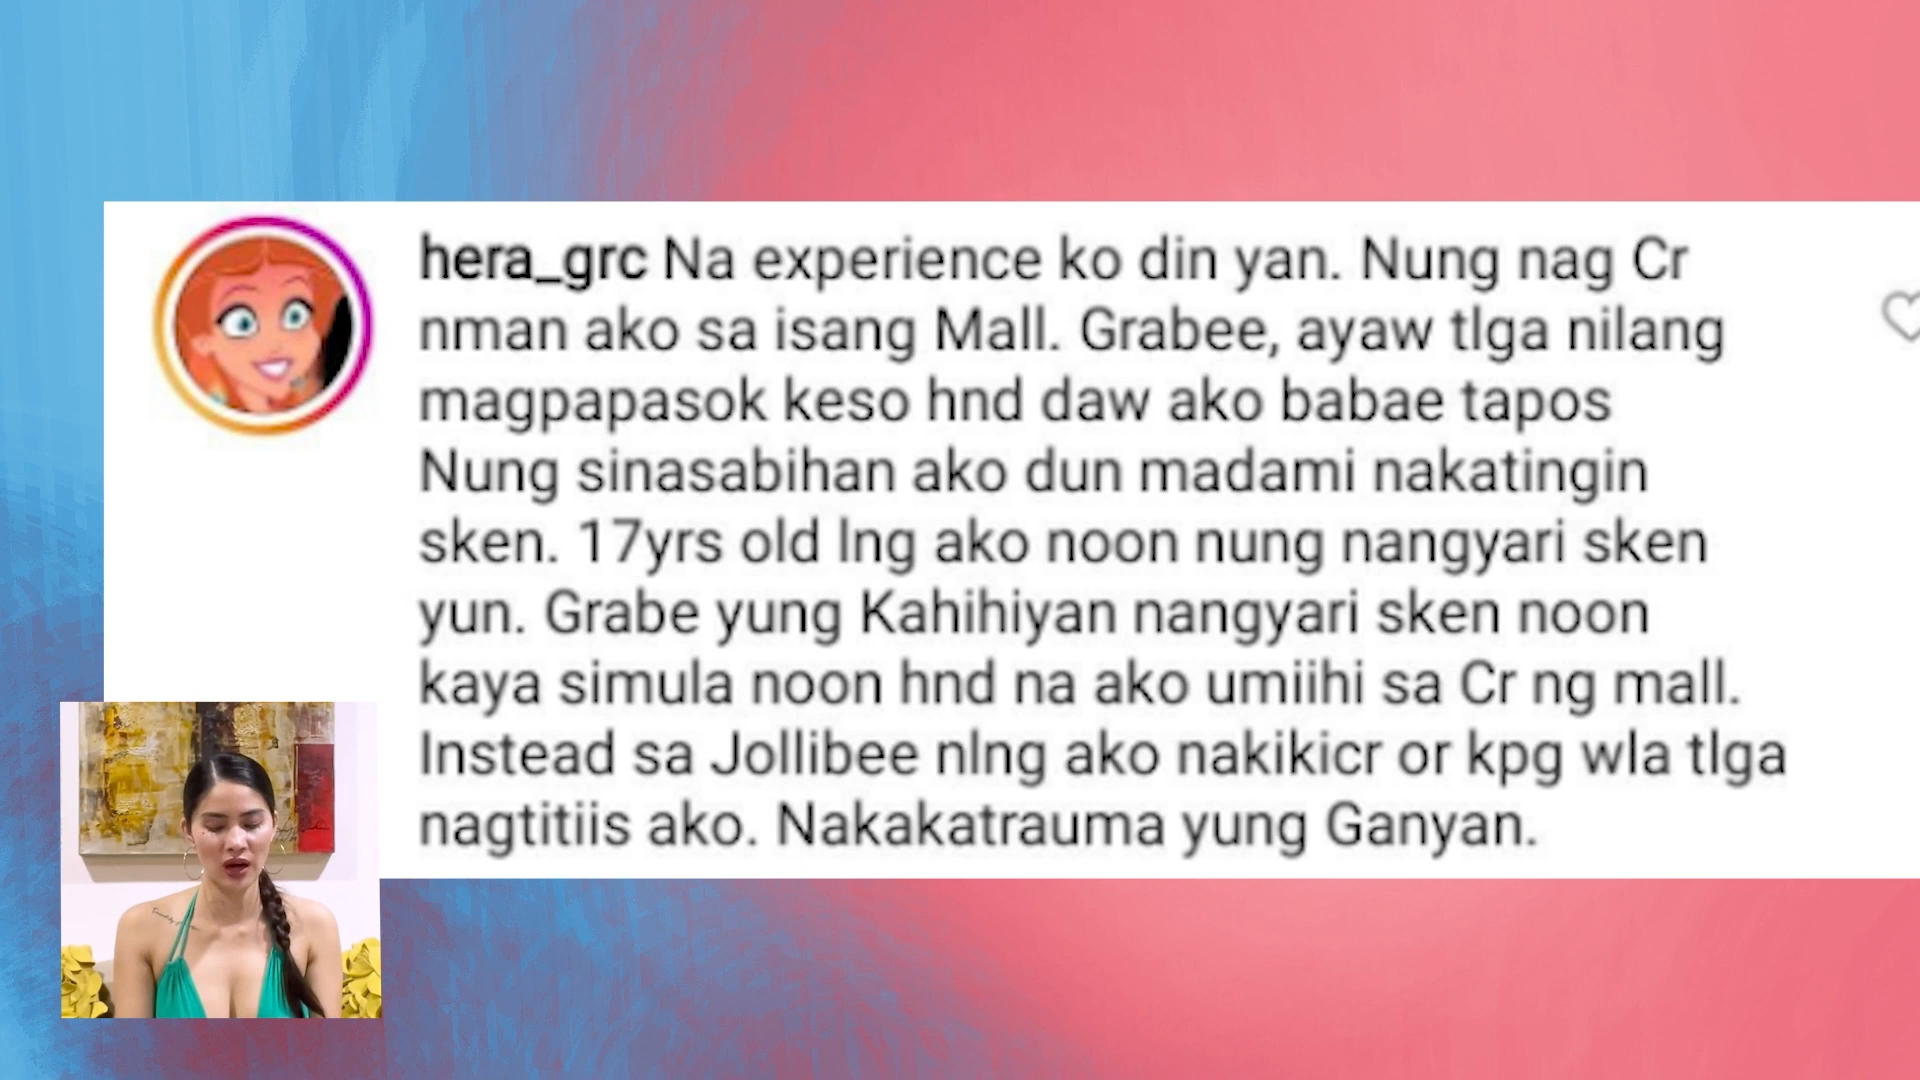 hera_grc Na experience ko din yan. Nung nag Cr
nman ako sa isang Mall. Grabee, ayaw tlga nilang
magpapasok keso hnd daw ako babae tapos
Nung sinasabihan ako dun madami nakatingin
sken. 17yrs old lng ako noon nung nangyari sken
yun. Grabe yung Kahihiyan nangyari sken noon
kaya simula noon hnd na ako umiihi sa Cr ng mall.
Instead sa Jollibee nlng ako nakikicr or kpg wla tlga
nagtitiis ako. Nakakatrauma yung Ganyan.